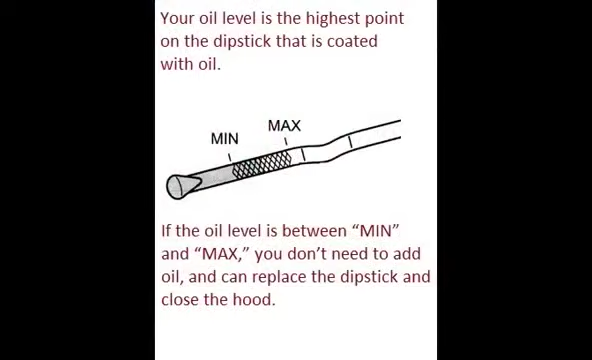 Your oil level is the highest point
on the dipstick that is coated
with oil.
MAX
MIN
If the oil level is between “MIN”
and “MAX,” you don’t need to add
oil, and can replace the dipstick and
close the hood.